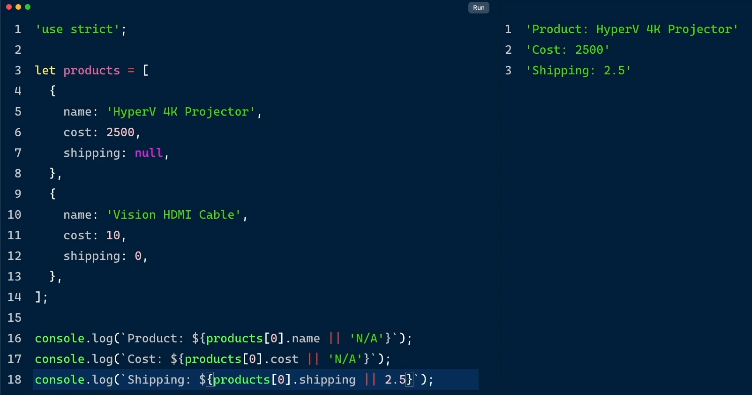 Run
1 'use strict';
2
3 let products = [
4 {
5 name: 'HyperV 4K Projector',
6 cost: 2500,
7 shipping: null,
8 },
9 {
10 name: 'Vision HDMI Cable',
11 cost: 10,
12 shipping: 0,
13 },
14 ];
15
16 console.log(`Product: ${products[0].name || 'N/A'}`);
17 console.log(`Cost: ${products[0].cost || 'N/A'}`);
18 console.log(`Shipping: ${products[0].shipping || 2.5}`);
1 'Product: HyperV 4K Projector'
2 'Cost: 2500'
3 'Shipping: 2.5'